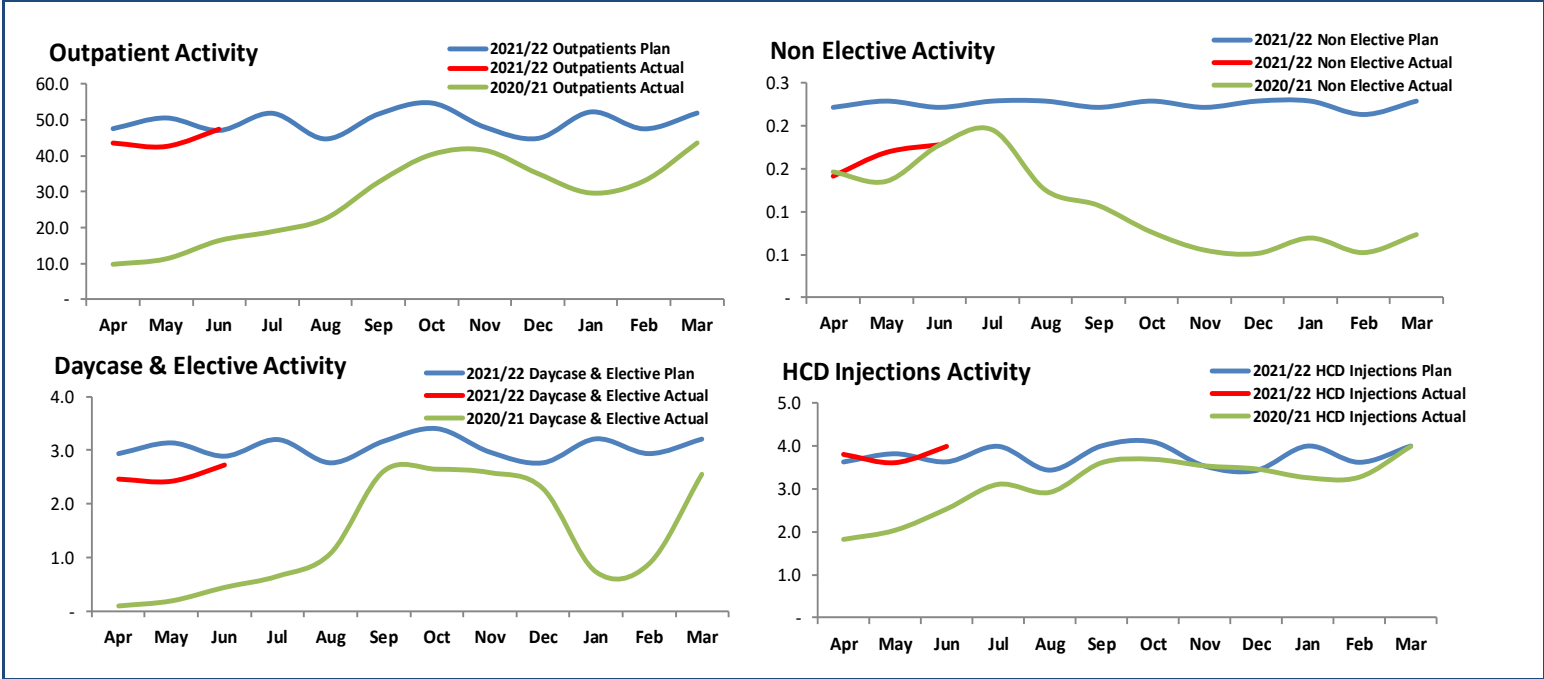 Outpatient Activity
2021/22 Outpatients Plan
2021/22 Outpatients Actual
2020/21 Outpatients Actual
60.0
50.0
40.0
30.0
20.0
10.0
-
Apr May Jun Jul Aug Sep Oct Nov Dec Jan Feb Mar
Non Elective Activity
2021/22 Non Elective Plan
2021/22 Non Elective Actual
2020/21 Non Elective Actual
0.3
0.2
0.2
0.1
0.1
-
Apr May Jun Jul Aug Sep Oct Nov Dec Jan Feb Mar
Daycase & Elective Activity
2021/22 Daycase & Elective Plan
2021/22 Daycase & Elective Actual
2020/21 Daycase & Elective Actual
4.0
3.0
2.0
1.0
-
Apr May Jun Jul Aug Sep Oct Nov Dec Jan Feb Mar
HCD Injections Activity
2021/22 HCD Injections Plan
2021/22 HCD Injections Actual
2020/21 HCD Injections Actual
5.0
4.0
3.0
2.0
1.0
-
Apr May Jun Jul Aug Sep Oct Nov Dec Jan Feb Mar